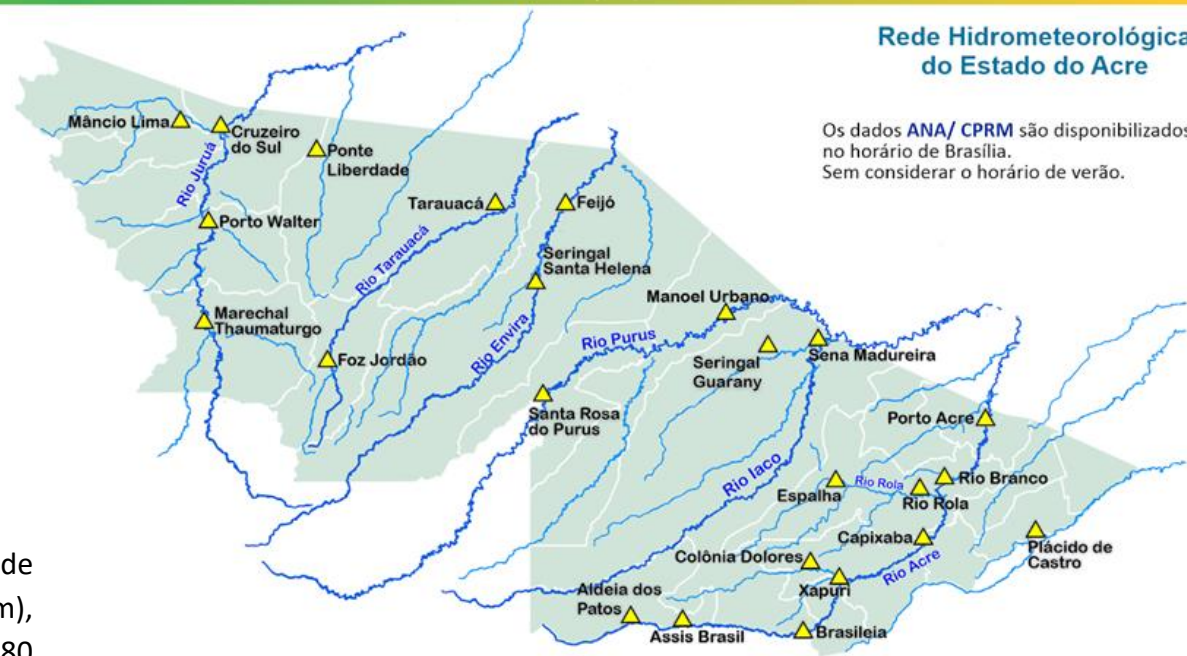 Rede Hidrometeorológica
do Estado do Acre
Os dados ANA/ CPRM são disponibilizados
no horário de Brasília.
Sem considerar o horário de verão.
Mâncio Lima
Cruzeiro
do Sul
Ponte
Liberdade
Rio Juruá
Porto Walter
Tarauacá
Feijó
Rio Tarauacá
Seringal
Santa Helena
Marechal
Thaumaturgo
Foz Jordão
Rio Envira
Manoel Urbano
Rio Purus
Seringal
Guarany
Sena Madureira
Santa Rosa
do Purus
Porto Acre
Rio Iaco
Espalha
Rio Rola
Rio Rola
Rio Branco
Capixaba
Plácido de
Castro
Colônia Dolores
Rio Acre
Xapuri
Aldeia dos
Patos
Assis Brasil
Brasileia
de
m),
80